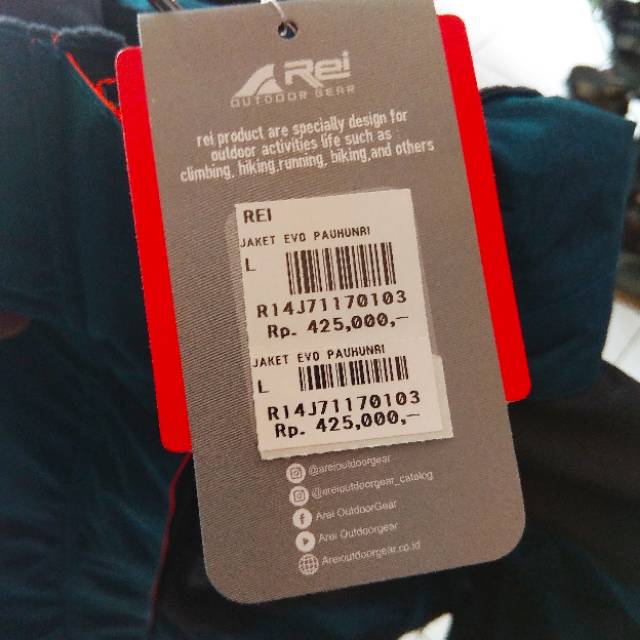 Rei
OUTDOOR GEAR
rei product are specially design for
outdoor activities life such as
climbing, hiking,running, biking,and others
REI
JAKET EVO PAUHUNRI
L
R14J71170103
Rp. 425,000,-
JAKET EVO PAUHUNRI
L
R14J71170103
Rp. 425,000,-
@areioutdoorgear
@areioutdoorgear_catalog
Arei OutdoorGear
Arei Outdoorgear
Areioutdoorgear.co.id